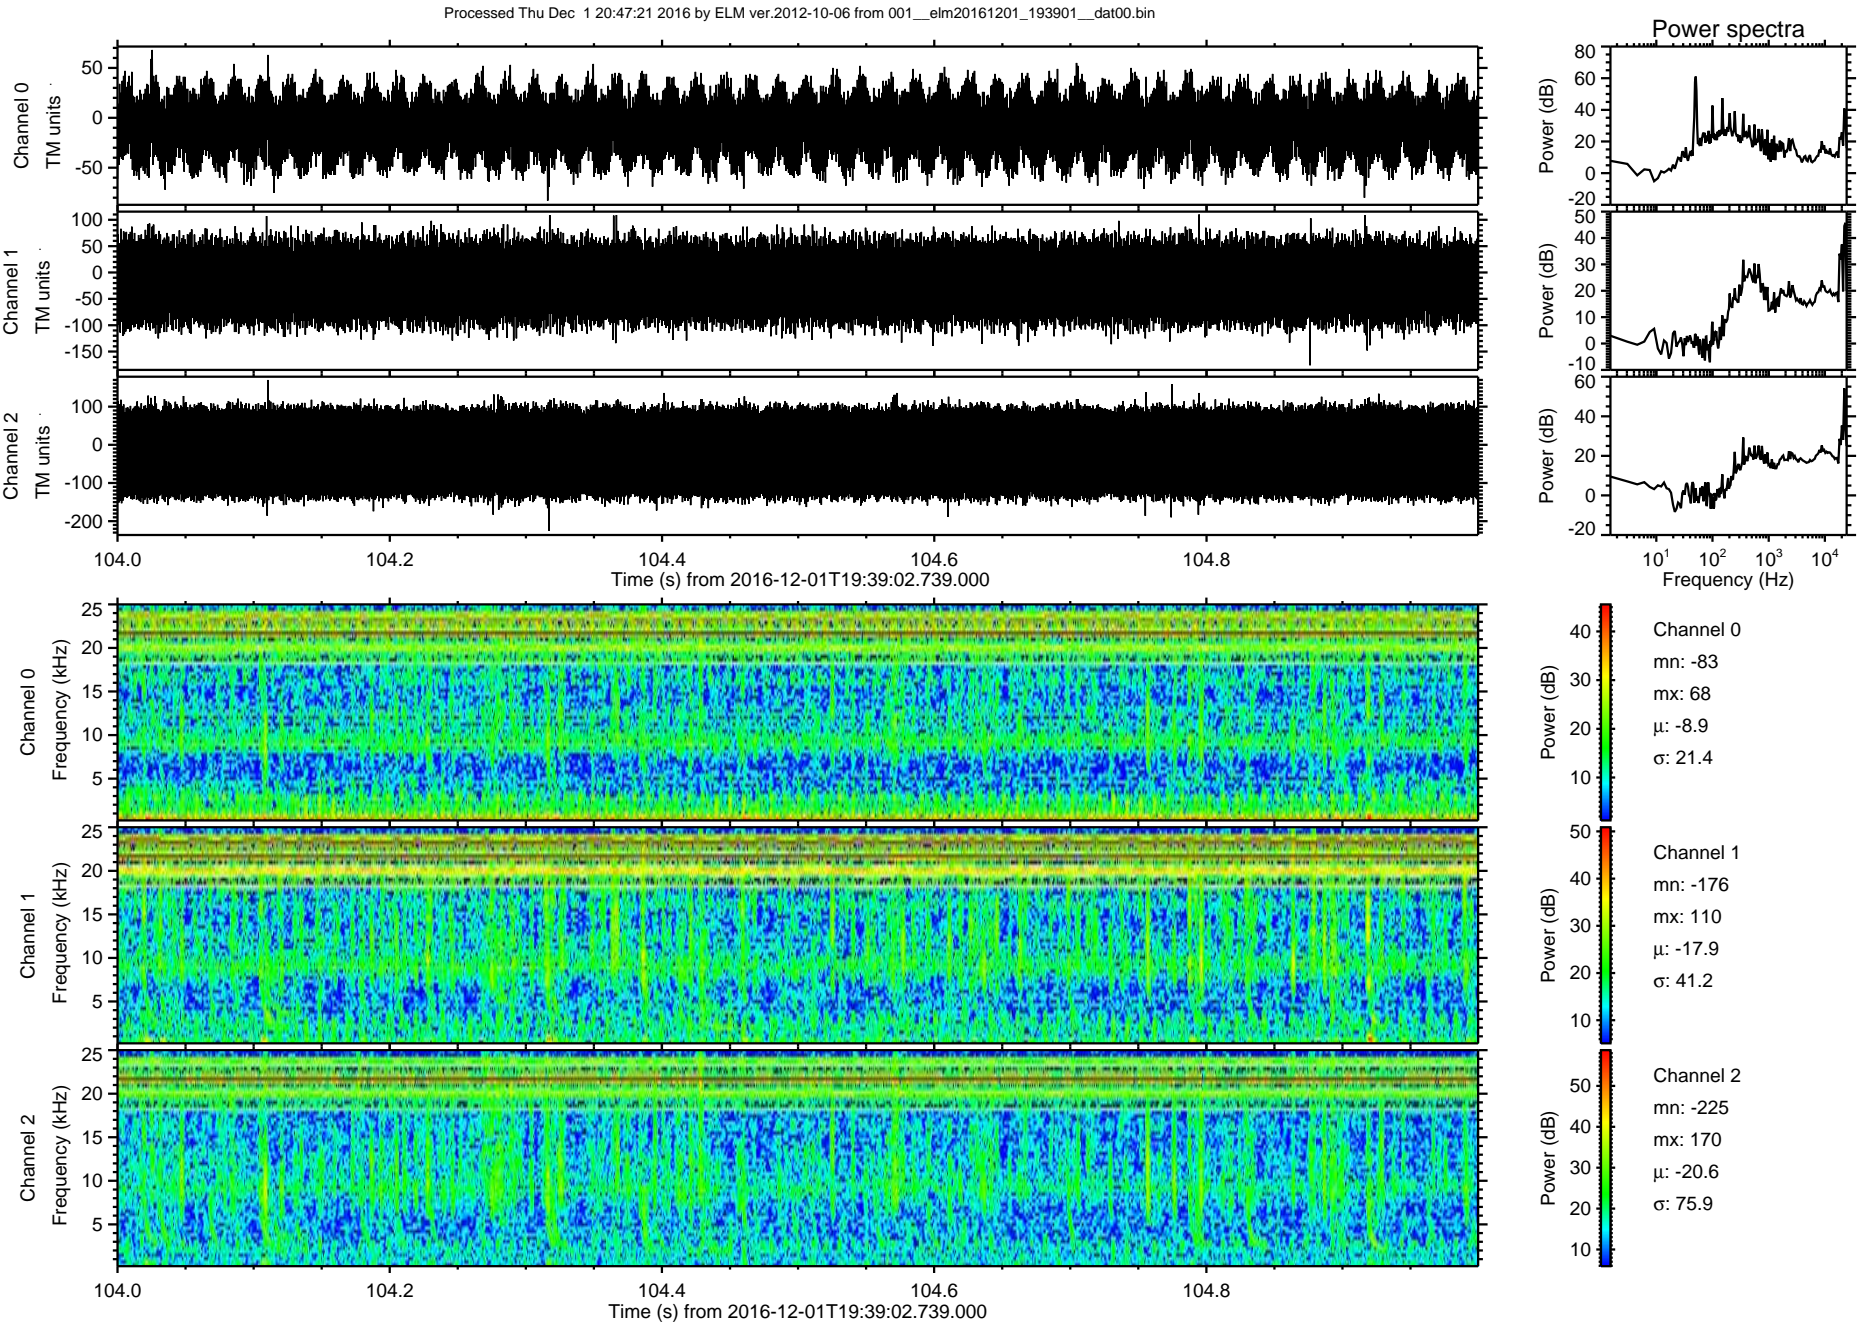 Processed Thu Dec  1 20:47:21 2016 by ELM ver.2012-10-06 from 001__elm20161201_193901__dat00.bin
Power spectra
Channel 0
TM units
50
0
-50
Power (dB)
80
60
40
20
0
-20
Channel 1
TM units
100
50
0
-50
-100
-150
Power (dB)
50
40
30
20
10
0
-10
Channel 2
TM units
100
0
-100
-200
Power (dB)
60
40
20
0
-20
104.0 104.2 104.4 104.6 104.8
Time (s) from 2016-12-01T19:39:02.739.000
10^1 10^2 10^3 10^4
Frequency (Hz)
Channel 0
Frequency (kHz)
25
20
15
10
5
Power (dB)
40
30
20
10
Channel 0
mn: -83
mx: 68
μ: -8.9
σ: 21.4
Channel 1
Frequency (kHz)
25
20
15
10
5
Power (dB)
50
40
30
20
10
Channel 1
mn: -176
mx: 110
μ: -17.9
σ: 41.2
Channel 2
Frequency (kHz)
25
20
15
10
5
Power (dB)
50
40
30
20
10
Channel 2
mn: -225
mx: 170
μ: -20.6
σ: 75.9
104.0 104.2 104.4 104.6 104.8
Time (s) from 2016-12-01T19:39:02.739.000